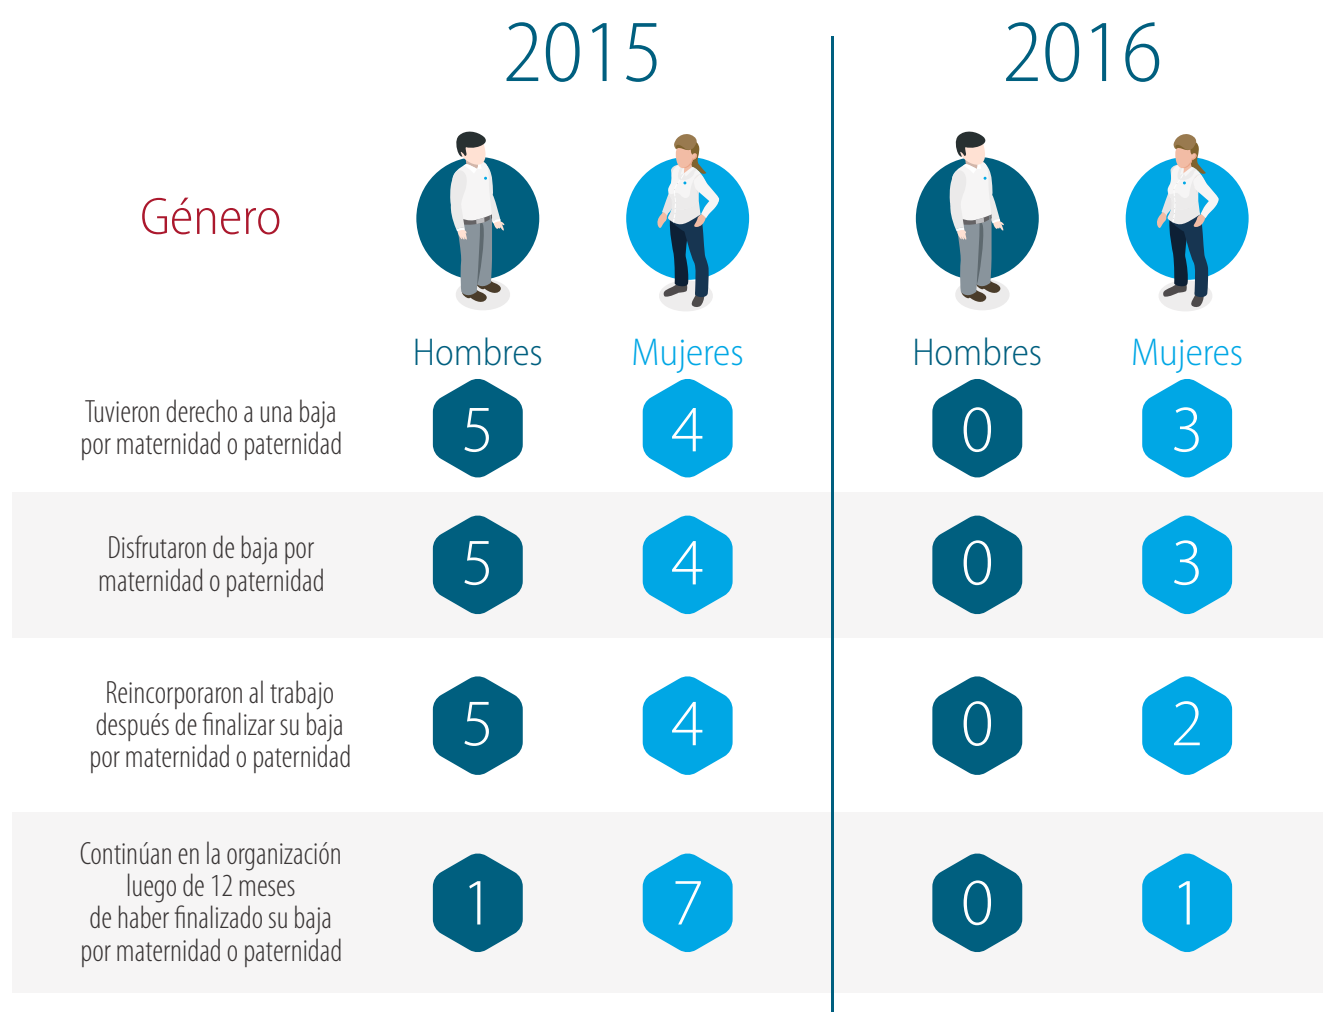 2015
2016
Género
Hombres
Mujeres
Hombres
Mujeres
Tuvieron derecho a una baja
por maternidad o paternidad
5
4
0
3
Disfrutaron de baja por
maternidad o paternidad
5
4
0
3
Reincorporaron al trabajo
después de finalizar su baja
por maternidad o paternidad
5
4
0
2
Continúan en la organización
luego de 12 meses
de haber finalizado su baja
por maternidad o paternidad
1
7
0
1